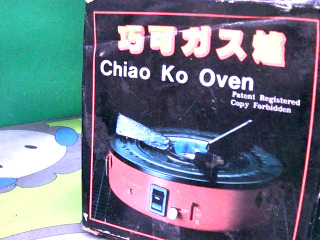 巧可ガス爐
Chiao Ko Oven
Patent Registered
Copy Forbidden